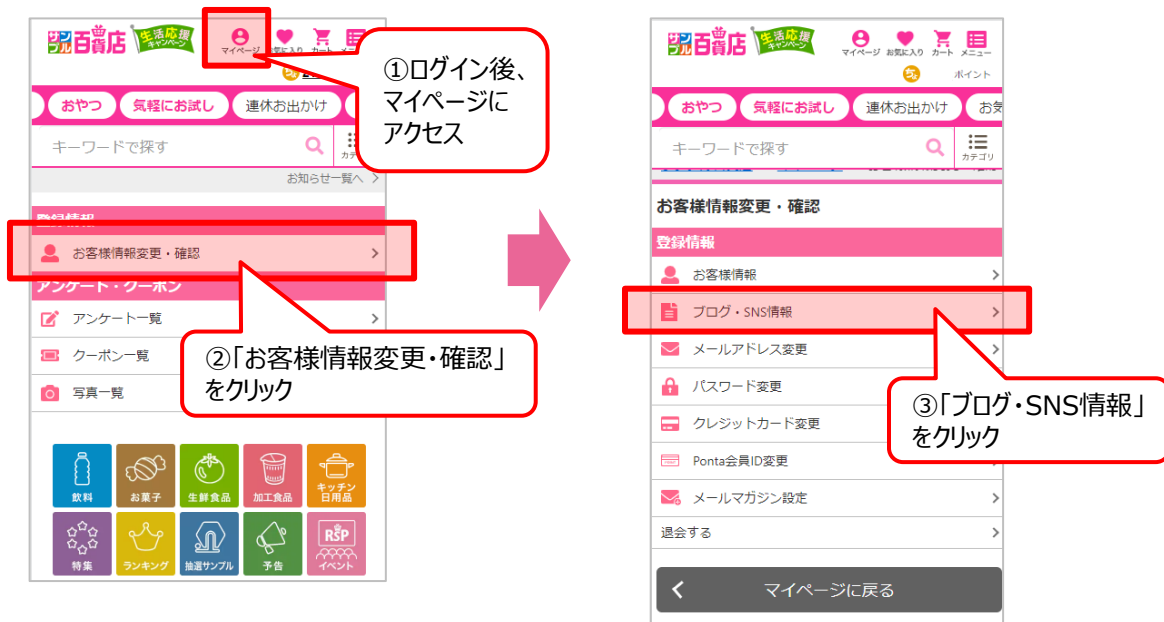 サンプル百貨店
生活応援
キャンペーン
マイページ お気に入り カート メニュー
①ログイン後、
マイページに
アクセス
おやつ 気軽にお試し 連休お出かけ
キーワードで探す
お知らせ一覧へ
登録情報
お客様情報変更・確認
アンケート・クーポン
アンケート一覧
クーポン一覧
写真一覧
②「お客様情報変更・確認」
をクリック
飲料 お菓子 生鮮食品 加工食品 キッチン
日用品
RSP
特集 ランキング 抽選サンプル 予告 イベント
サンプル百貨店
生活応援
キャンペーン
マイページ お気に入り カート メニュー
ポイント
おやつ 気軽にお試し 連休お出かけ お気
キーワードで探す
カテゴリ
お客様情報変更・確認
登録情報
お客様情報
ブログ・SNS情報
メールアドレス変更
パスワード変更
クレジットカード変更
Ponta会員ID変更
メールマガジン設定
退会する
③「ブログ・SNS情報」
をクリック
マイページに戻る